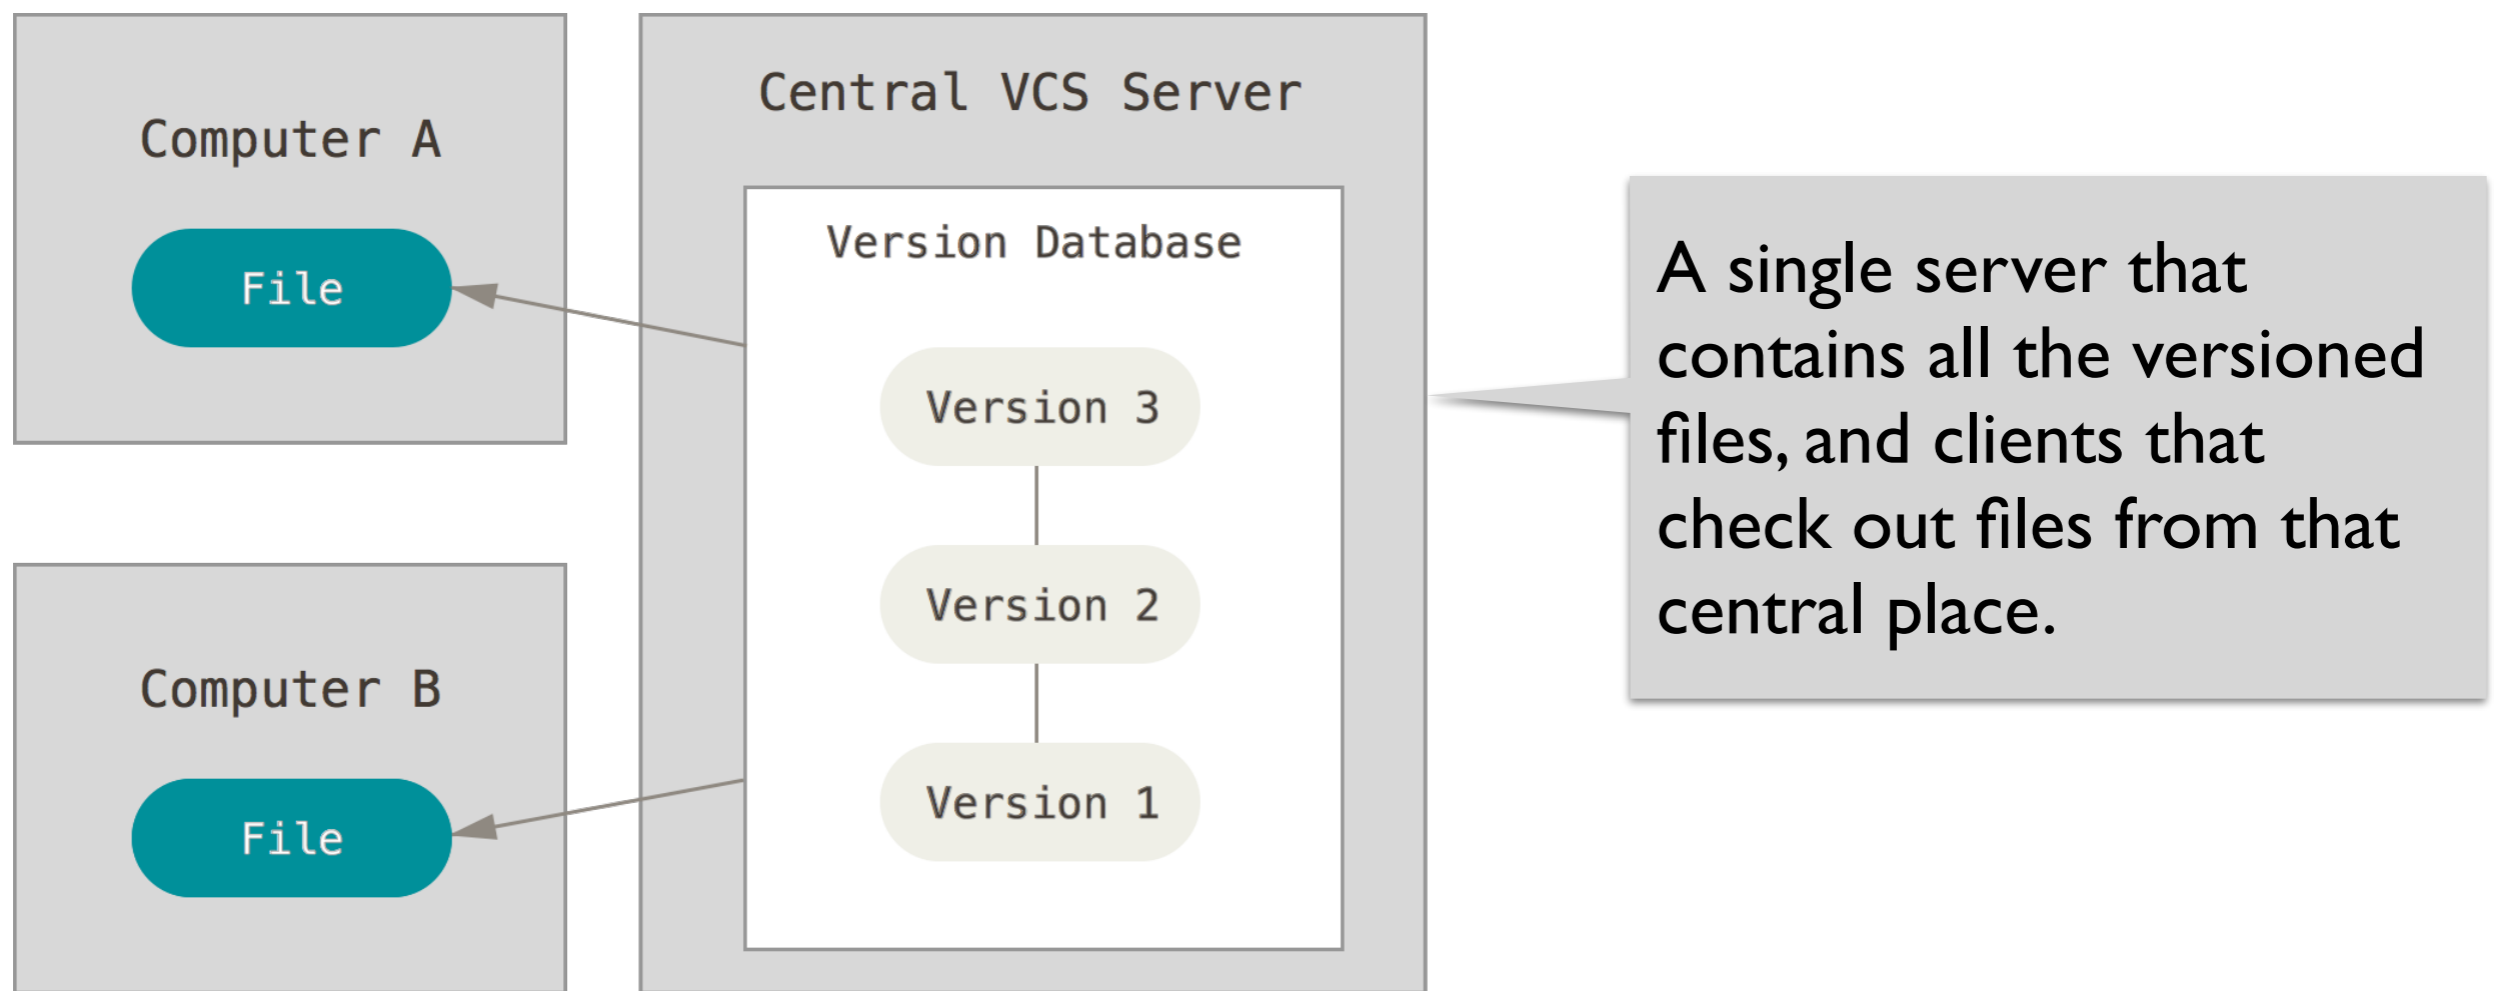 Computer A
File
Computer B
File
Central VCS Server
Version Database
Version 3
Version 2
Version 1
A single server that
contains all the versioned
files, and clients that
check out files from that
central place.